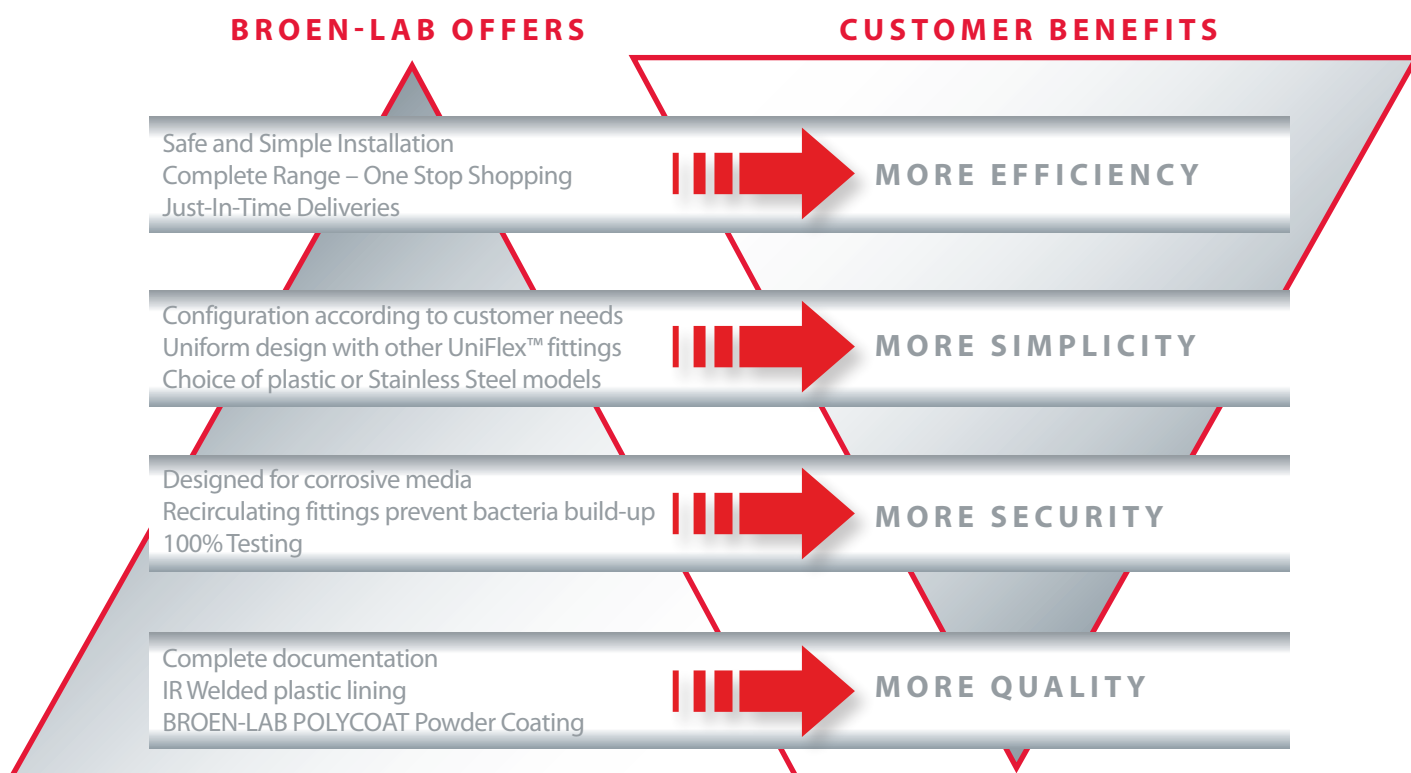 BROEN-LAB OFFERS
CUSTOMER BENEFITS
Safe and Simple Installation
Complete Range – One Stop Shopping
Just-In-Time Deliveries
MORE EFFICIENCY
Configuration according to customer needs
Uniform design with other UniFlex™ fittings
Choice of plastic or Stainless Steel models
MORE SIMPLICITY
Designed for corrosive media
Recirculating fittings prevent bacteria build-up
100% Testing
MORE SECURITY
Complete documentation
IR Welded plastic lining
BROEN-LAB POLYCOAT Powder Coating
MORE QUALITY